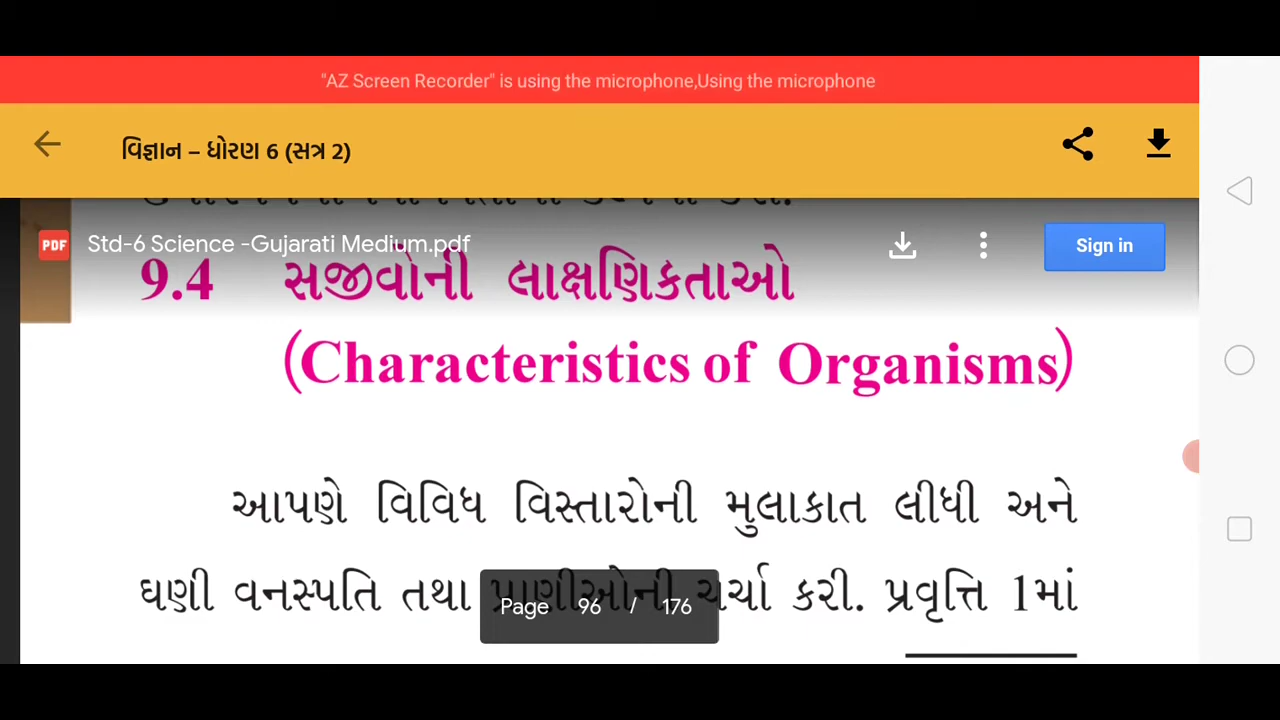 "AZ Screen Recorder" is using the microphone,Using the microphone
વિજ્ઞાન – ધોરણ 6 (સત્ર 2)
PDF Std-6 Science -Gujarati Medium.pdf Sign in
9.4 સજીવોની લાક્ષણિકતાઓ
(Characteristics of Organisms)
આપણે વિવિધ વિસ્તારોની મુલાકાત લીધી અને
ઘણી વનસ્પતિ તથા પ્રાણીઓની ચર્ચા કરી. પ્રવૃત્તિ 1માં
Page 96 / 176